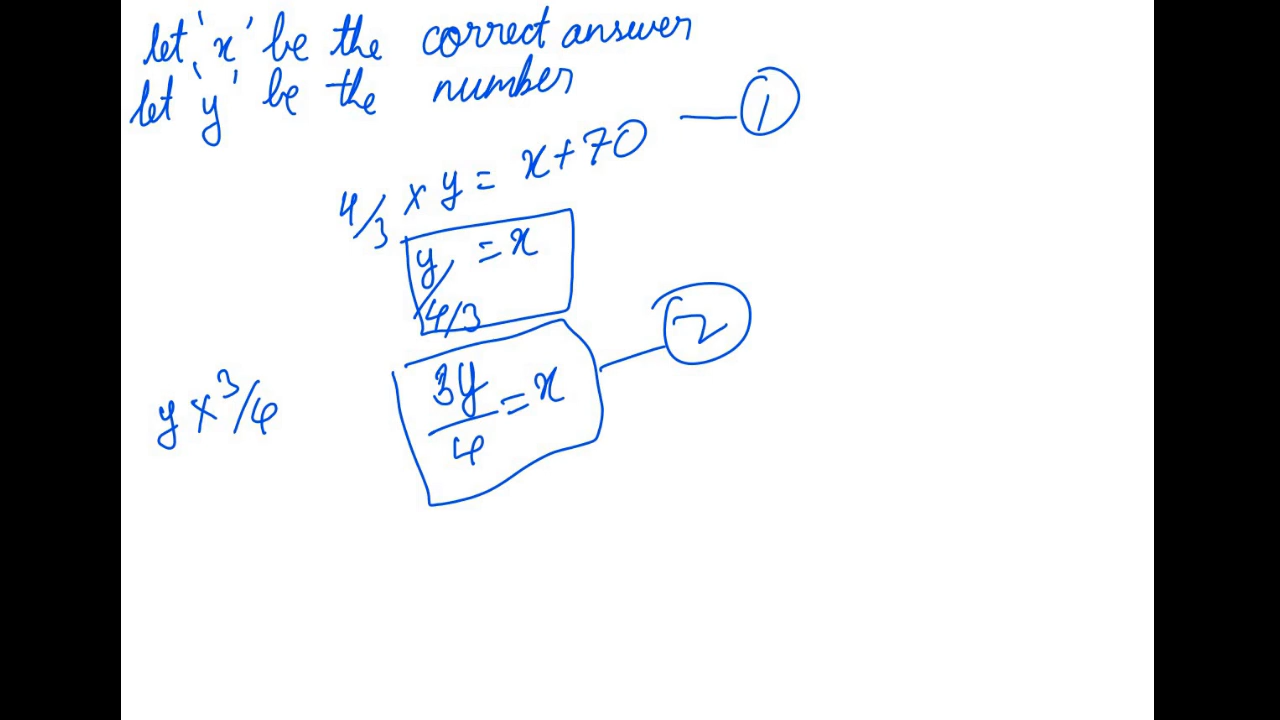 let 'x' be the correct answer
let 'y' be the number
4/3 × y = x + 70 — 1
y/4/3 = x
3y/4 = x — 2
y × 3/4